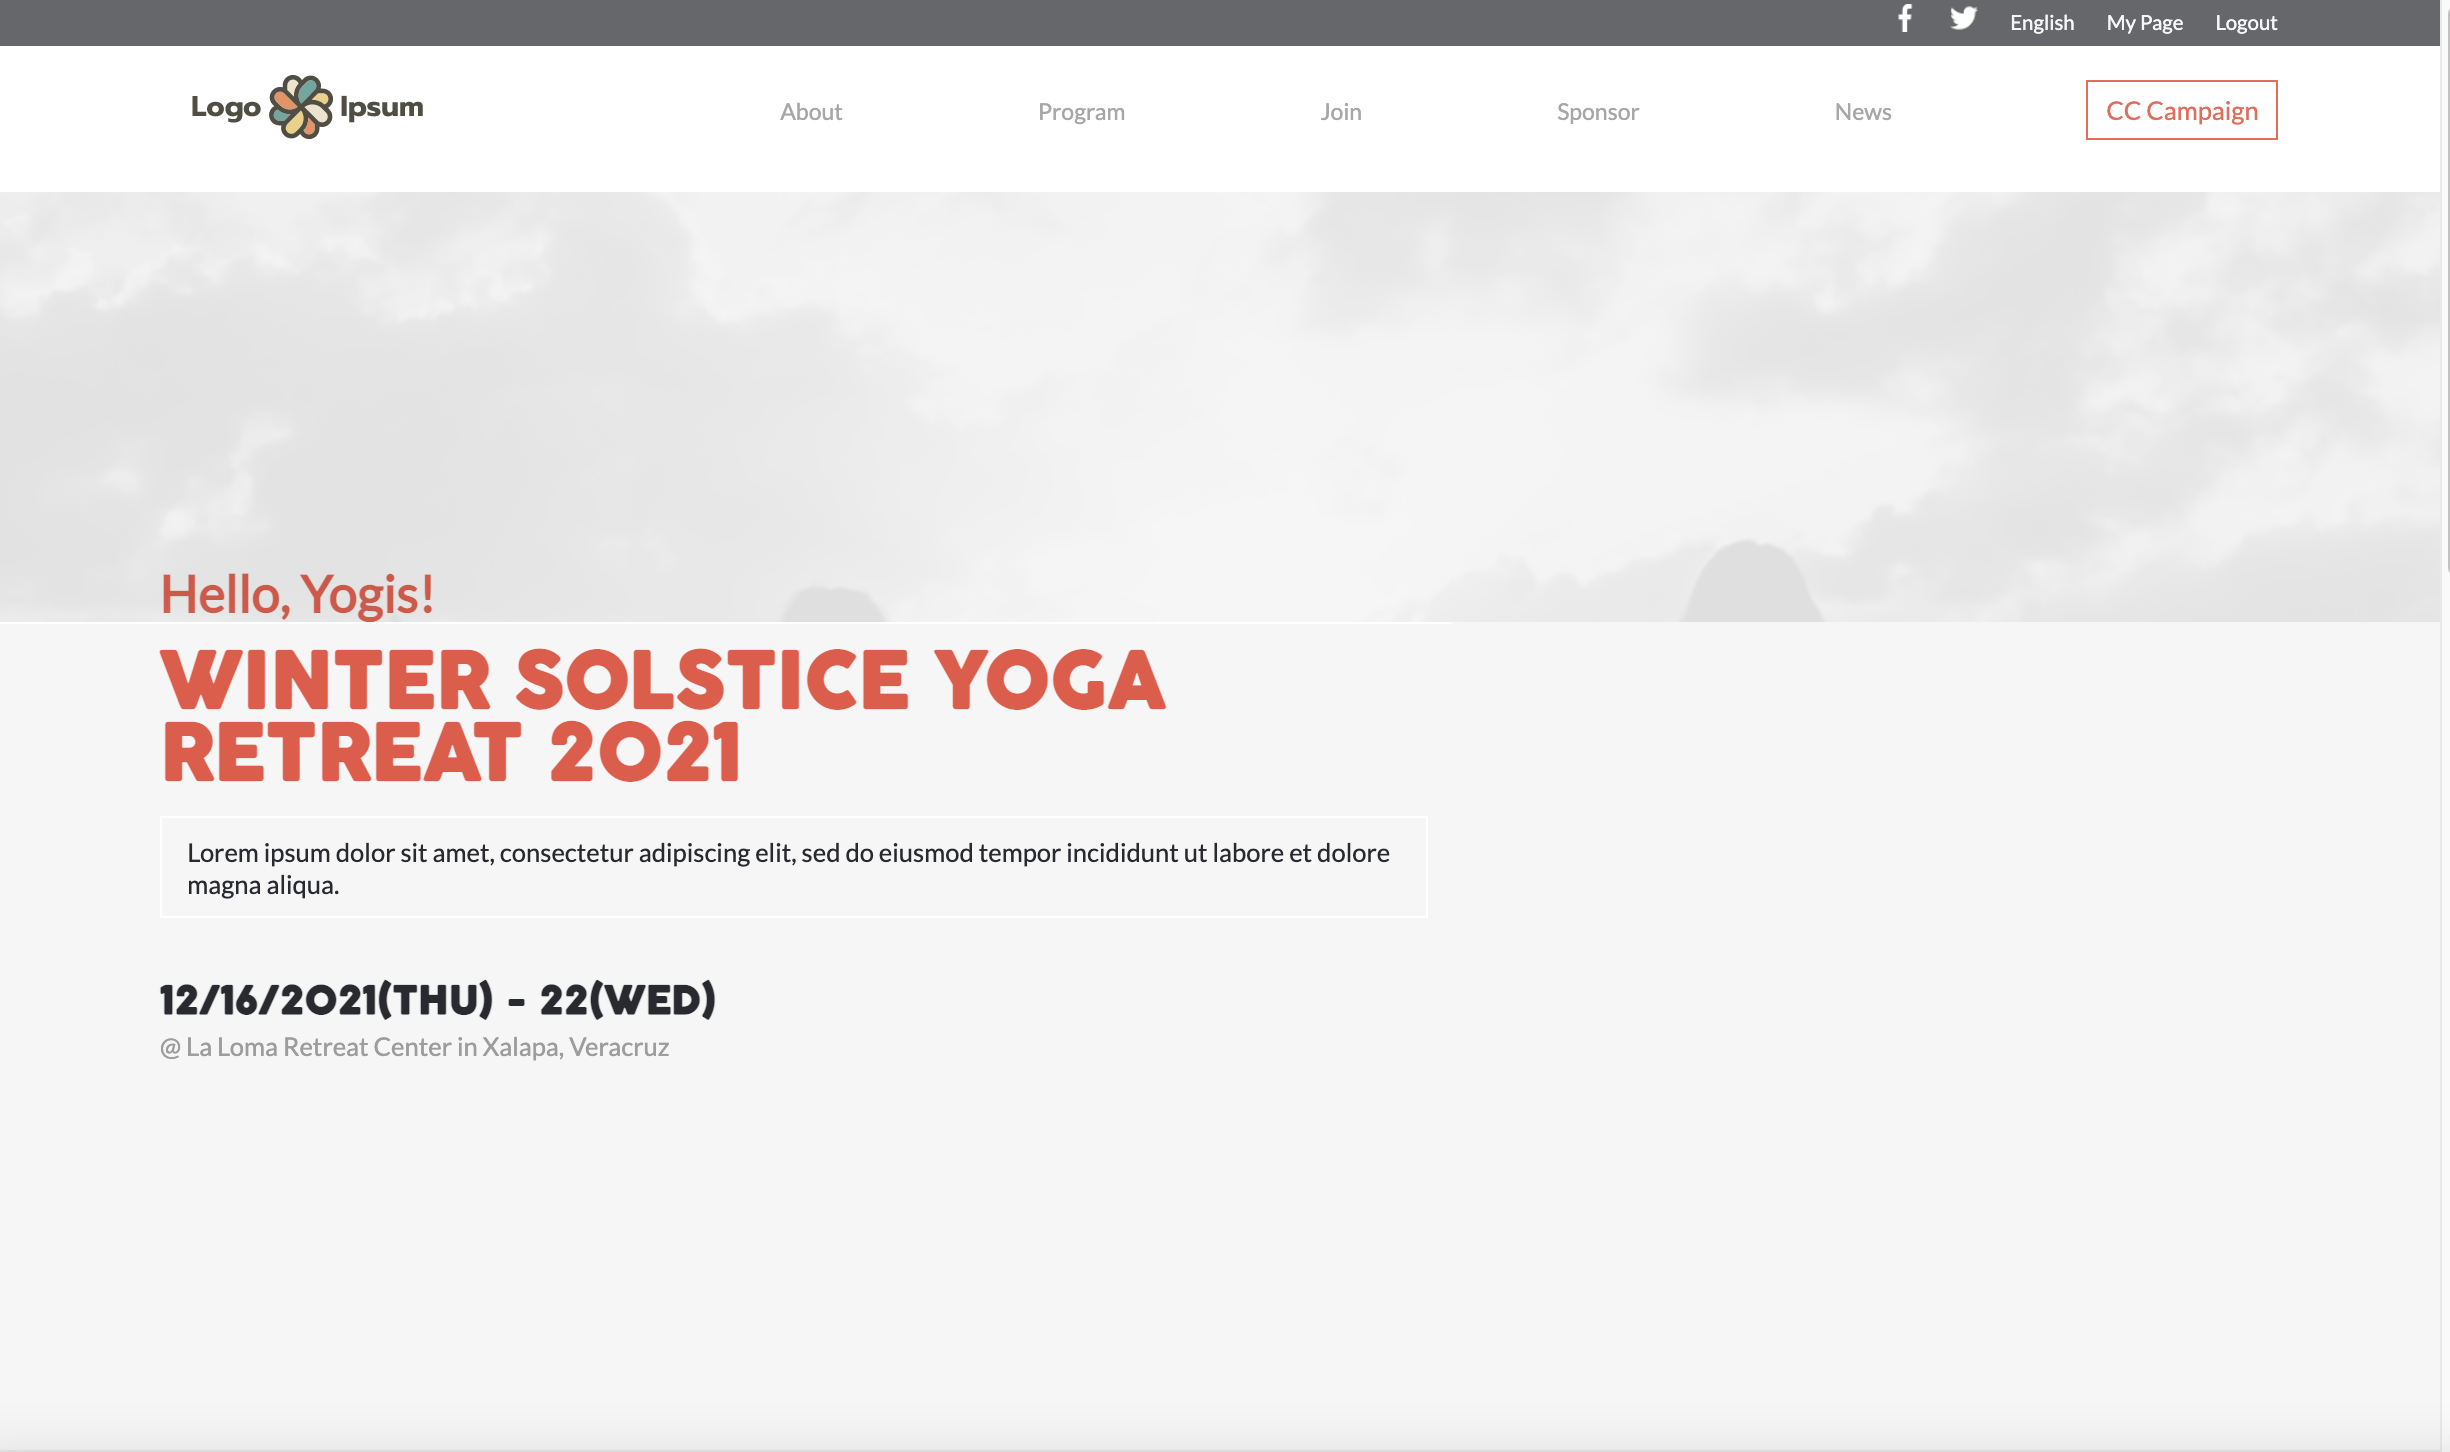 English My Page Logout
Logo Ipsum
About Program Join Sponsor News CC Campaign
Hello, Yogis!
WINTER SOLSTICE YOGA
RETREAT 2021
Lorem ipsum dolor sit amet, consectetur adipiscing elit, sed do eiusmod tempor incididunt ut labore et dolore
magna aliqua.
12/16/2021(THU) - 22(WED)
@ La Loma Retreat Center in Xalapa, Veracruz